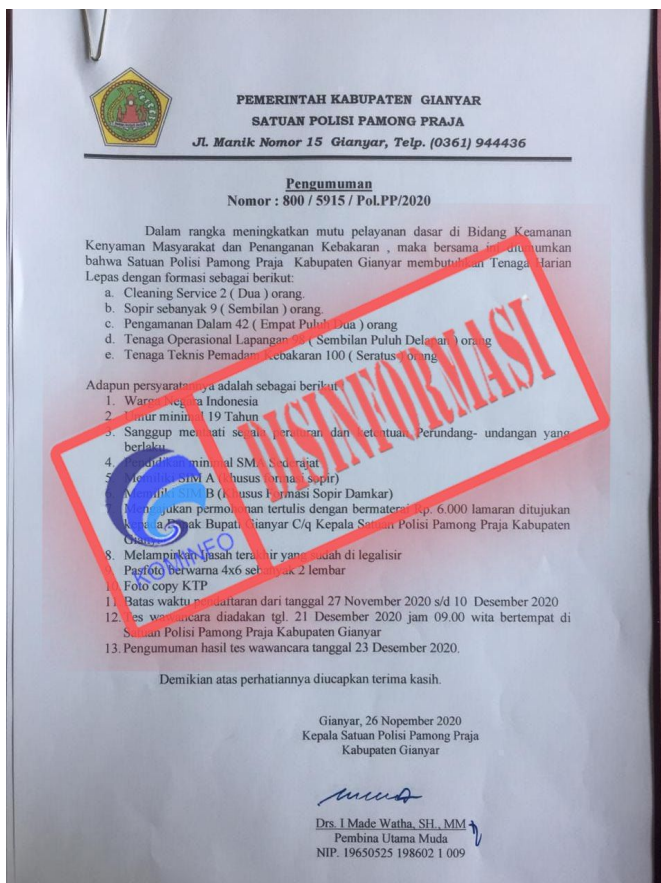 PEMERINTAH KABUPATEN GIANYAR
SATUAN POLISI PAMONG PRAJA
Jl. Manik Nomor 15 Gianyar, Telp. (0361) 944436
Pengumuman
Nomor : 800 / 5915 / Pol.PP/2020
Dalam rangka meningkatkan mutu pelayanan dasar di Bidang Keamanan
Kenyaman Masyarakat dan Penanganan Kebakaran , maka bersama ini diumumkan
bahwa Satuan Polisi Pamong Praja Kabupaten Gianyar membutuhkan Tenaga Harian
Lepas dengan formasi sebagai berikut:
a. Cleaning Service 2 ( Dua ) orang.
b. Sopir sebanyak 9 ( Sembilan ) orang.
c. Pengamanan Dalam 42 ( Empat Puluh Dua ) orang
d. Tenaga Operasional Lapangan 98 ( Sembilan Puluh Delapan ) orang
e. Tenaga Teknis Pemadam Kebakaran 100 ( Seratus ) orang
Adapun persyaratannya adalah sebagai berikut
1. Warga Negara Indonesia
2. Umur minimal 19 Tahun
3. Sanggup mentaati segala peraturan dan ketentuan Perundang- undangan yang
berlaku
4. Pendidikan minimal SMA Sederajat
5. Memiliki SIM A (khusus formasi sopir)
6. Memiliki SIM B (Khusus Formasi Sopir Damkar)
7. Mengajukan permohonan tertulis dengan bermaterai Rp. 6.000 lamaran ditujukan
kepada Bapak Bupati Gianyar C/q Kepala Satuan Polisi Pamong Praja Kabupaten
Gianyar
8. Melampirkan Ijasah terakhir yang sudah di legalisir
9. Pasfoto berwarna 4x6 sebanyak 2 lembar
10. Foto copy KTP
11. Batas waktu pendaftaran dari tanggal 27 November 2020 s/d 10 Desember 2020
12. Tes wawancara diadakan tgl. 21 Desember 2020 jam 09.00 wita bertempat di
Satuan Polisi Pamong Praja Kabupaten Gianyar
13. Pengumuman hasil tes wawancara tanggal 23 Desember 2020.
Demikian atas perhatiannya diucapkan terima kasih.
Gianyar, 26 Nopember 2020
Kepala Satuan Polisi Pamong Praja
Kabupaten Gianyar
Drs. I Made Watha, SH., MM
Pembina Utama Muda
NIP. 19650525 198602 1 009
KOMINFO
DISINFORMASI